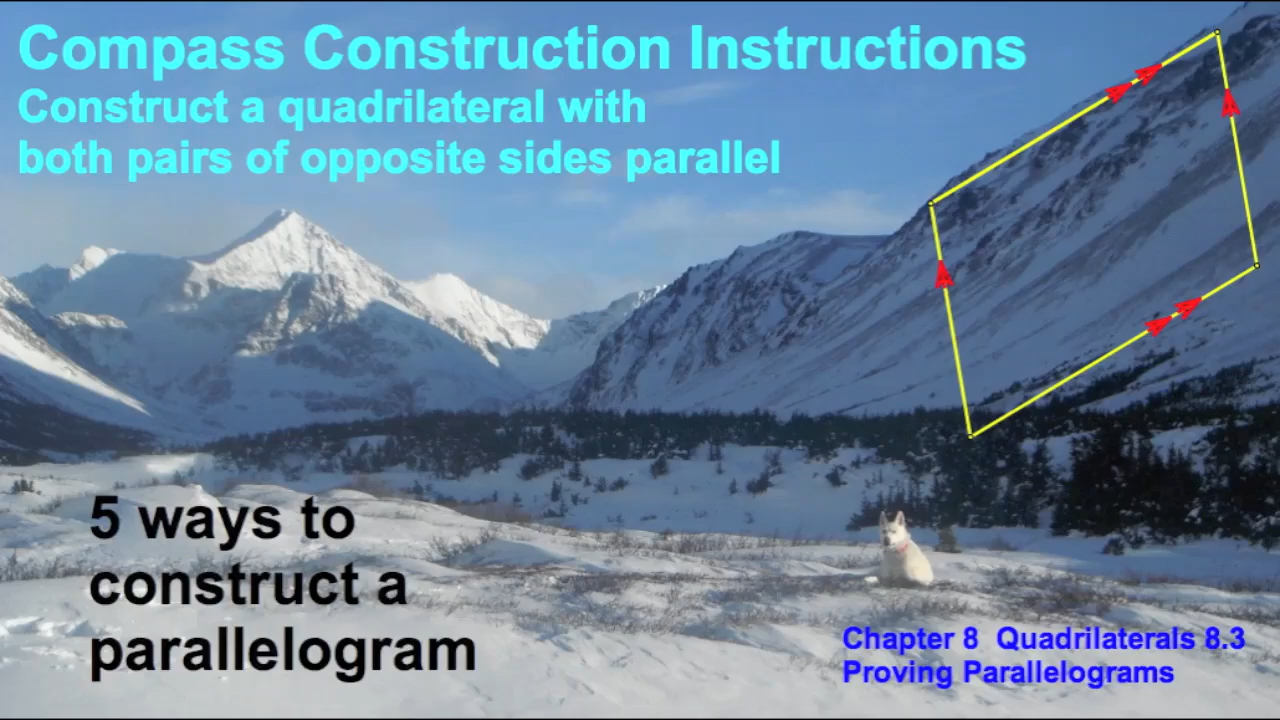 Compass Construction Instructions
Construct a quadrilateral with
both pairs of opposite sides parallel
5 ways to
construct a
parallelogram
Chapter 8 Quadrilaterals 8.3
Proving Parallelograms